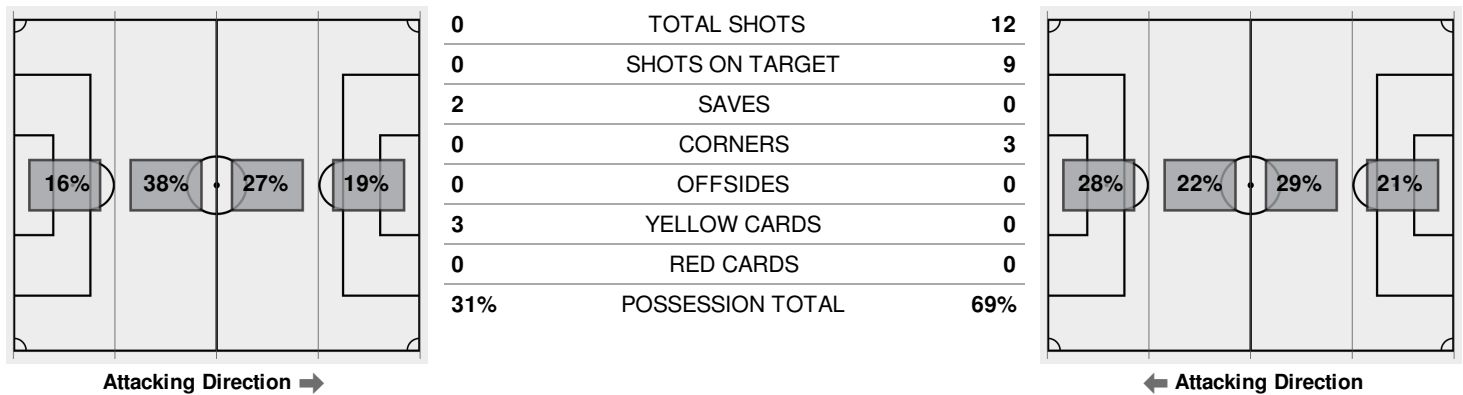 0 TOTAL SHOTS 12
0 SHOTS ON TARGET 9
2 SAVES 0
0 CORNERS 3
0 OFFSIDES 0
3 YELLOW CARDS 0
0 RED CARDS 0
31% POSSESSION TOTAL 69%
16% 38% 27% 19%
Attacking Direction
28% 22% 29% 21%
Attacking Direction